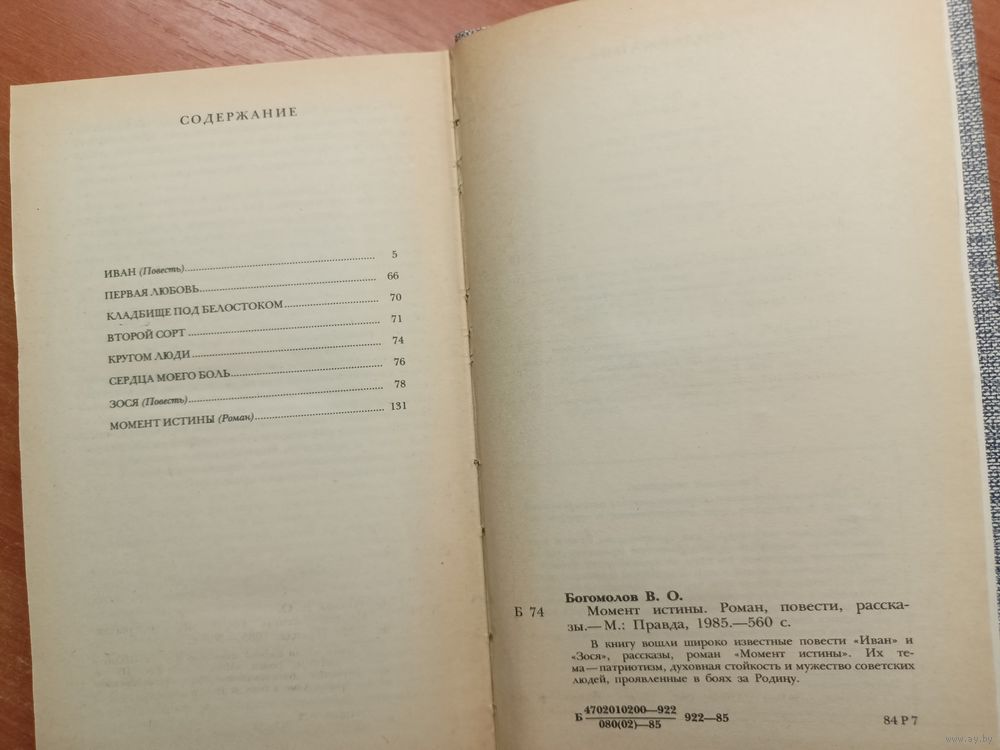 СОДЕРЖАНИЕ
ИВАН (Повесть)........ 5
ПЕРВАЯ ЛЮБОВЬ........ 66
КЛАДБИЩЕ ПОД БЕЛОСТОКОМ........ 70
ВТОРОЙ СОРТ........ 71
КРУГОМ ЛЮДИ........ 74
СЕРДЦА МОЕГО БОЛЬ........ 76
ЗОСЯ (Повесть)........ 78
МОМЕНТ ИСТИНЫ (Роман)........ 131
Богомолов В. О.
Б 74 Момент истины. Роман, повести, расска-
зы.— М.: Правда, 1985.—560 с.
В книгу вошли широко известные повести «Иван» и
«Зося», рассказы, роман «Момент истины». Их те-
ма—патриотизм, духовная стойкость и мужество советских
людей, проявленные в боях за Родину.
Б 4702010200—922
080(02)—85
922—85
84 Р 7
www.ay.by